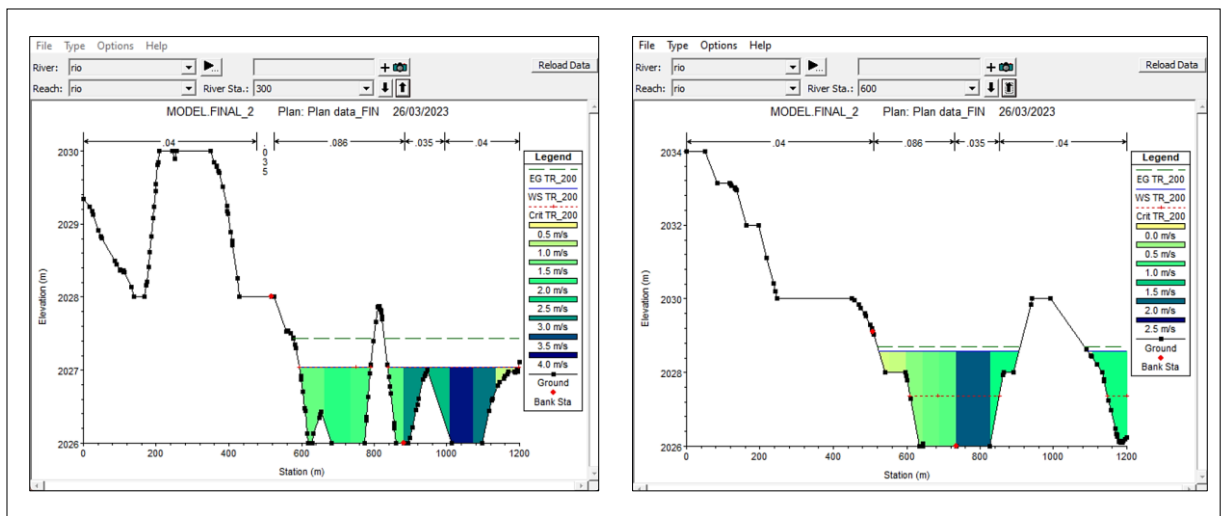 File Type Options Help
River: rio
Reload Data
Reach: rio River Sta.: 300
MODEL.FINAL_2 Plan: Plan data_FIN 26/03/2023
.04 .035 .086 .035 .04
Legend
EG TR_200
WS TR_200
Crit TR_200
0.5 m/s
1.0 m/s
1.5 m/s
2.0 m/s
2.5 m/s
3.0 m/s
3.5 m/s
4.0 m/s
Ground
Bank Sta
Elevation (m)
2030
2029
2028
2027
2026
0 200 400 600 800 1000 1200
Station (m)
File Type Options Help
River: rio
Reload Data
Reach: rio River Sta.: 600
MODEL.FINAL_2 Plan: Plan data_FIN 26/03/2023
.04 .086 .035 .04
Legend
EG TR_200
WS TR_200
Crit TR_200
0.0 m/s
0.5 m/s
1.0 m/s
1.5 m/s
2.0 m/s
2.5 m/s
Ground
Bank Sta
Elevation (m)
2034
2032
2030
2028
2026
0 200 400 600 800 1000 1200
Station (m)